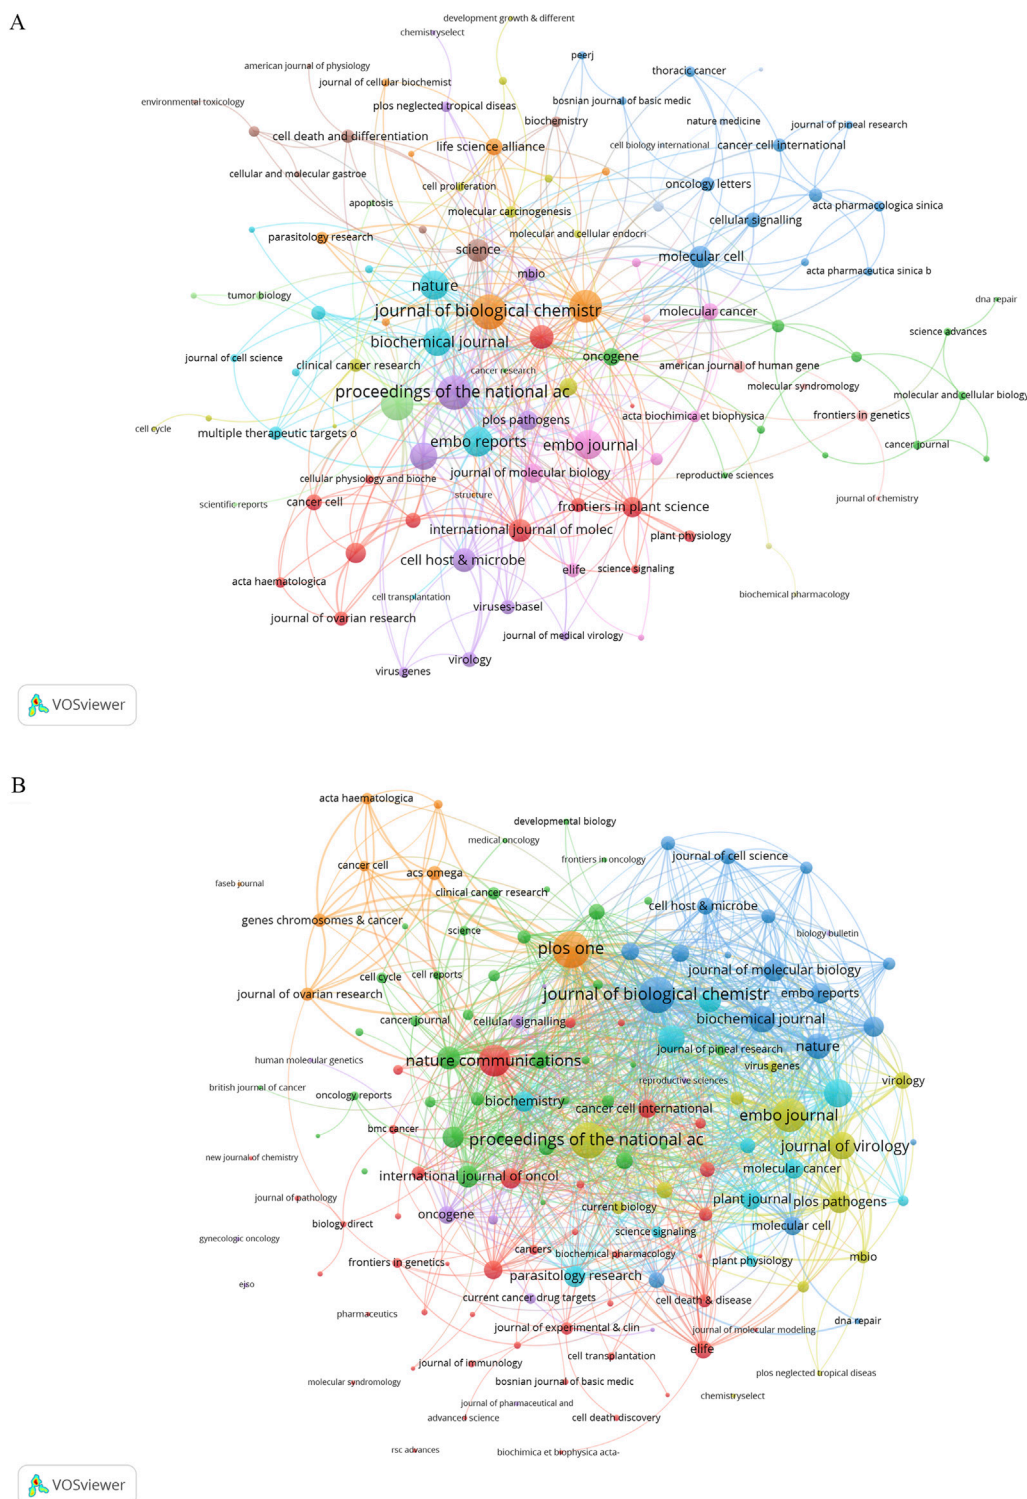 A
development growth & different
chemistryselect
peerj
american journal of physiology
thoracic cancer
journal of cellular biochemist
environmental toxicology
plos neglected tropical diseas
bosnian journal of basic medic
biochemistry
nature medicine
journal of pineal research
cell death and differentiation
life science alliance
cell biology international
cancer cell international
cellular and molecular gastroe
cell proliferation
oncology letters
apoptosis
molecular carcinogenesis
cellular signalling
acta pharmacologica sinica
parasitology research
molecular and cellular endocri
science
molecular cell
mbio
acta pharmaceutica sinica b
nature
tumor biology
dna repair
journal of biological chemistr
molecular cancer
science advances
biochemical journal
journal of cell science
oncogene
clinical cancer research
cancer research
american journal of human gene
molecular syndromology
proceedings of the national ac
molecular and cellular biology
cell cycle
multiple therapeutic targets o
plos pathogens
acta biochimica et biophysica
frontiers in genetics
embo reports
embo journal
cancer journal
cellular physiology and bioche
journal of molecular biology
reproductive sciences
scientific reports
cancer cell
structure
frontiers in plant science
journal of chemistry
international journal of molec
plant physiology
cell host & microbe
elife
science signaling
acta haematologica
cell transplantation
biochemical pharmacology
viruses-basel
journal of ovarian research
journal of medical virology
virology
virus genes
VOSviewer
B
acta haematologica
developmental biology
medical oncology
journal of cell science
frontiers in oncology
cancer cell
acs omega
faseb journal
clinical cancer research
cell host & microbe
genes chromosomes & cancer
science
biology bulletin
plos one
cell cycle
cell reports
journal of molecular biology
journal of ovarian research
journal of biological chemistr
embo reports
cancer journal
cellular signalling
biochemical journal
nature
journal of pineal research
human molecular genetics
nature communications
virus genes
reproductive sciences
virology
british journal of cancer
oncology reports
biochemistry
cancer cell international
embo journal
bmc cancer
proceedings of the national ac
journal of virology
new journal of chemistry
international journal of oncol
molecular cancer
journal of pathology
plant journal
plos pathogens
current biology
oncogene
biology direct
molecular cell
science signaling
gynecologic oncology
cancers
biochemical pharmacology
plant physiology
mbio
frontiers in genetics
parasitology research
ejso
current cancer drug targets
cell death & disease
pharmaceutics
dna repair
journal of experimental & clin
journal of molecular modeling
elife
cell transplantation
journal of immunology
plos neglected tropical diseas
molecular syndromology
bosnian journal of basic medic
chemistryselect
journal of pharmaceutical and
advanced science
cell death discovery
rsc advances
biochimica et biophysica acta-
VOSviewer